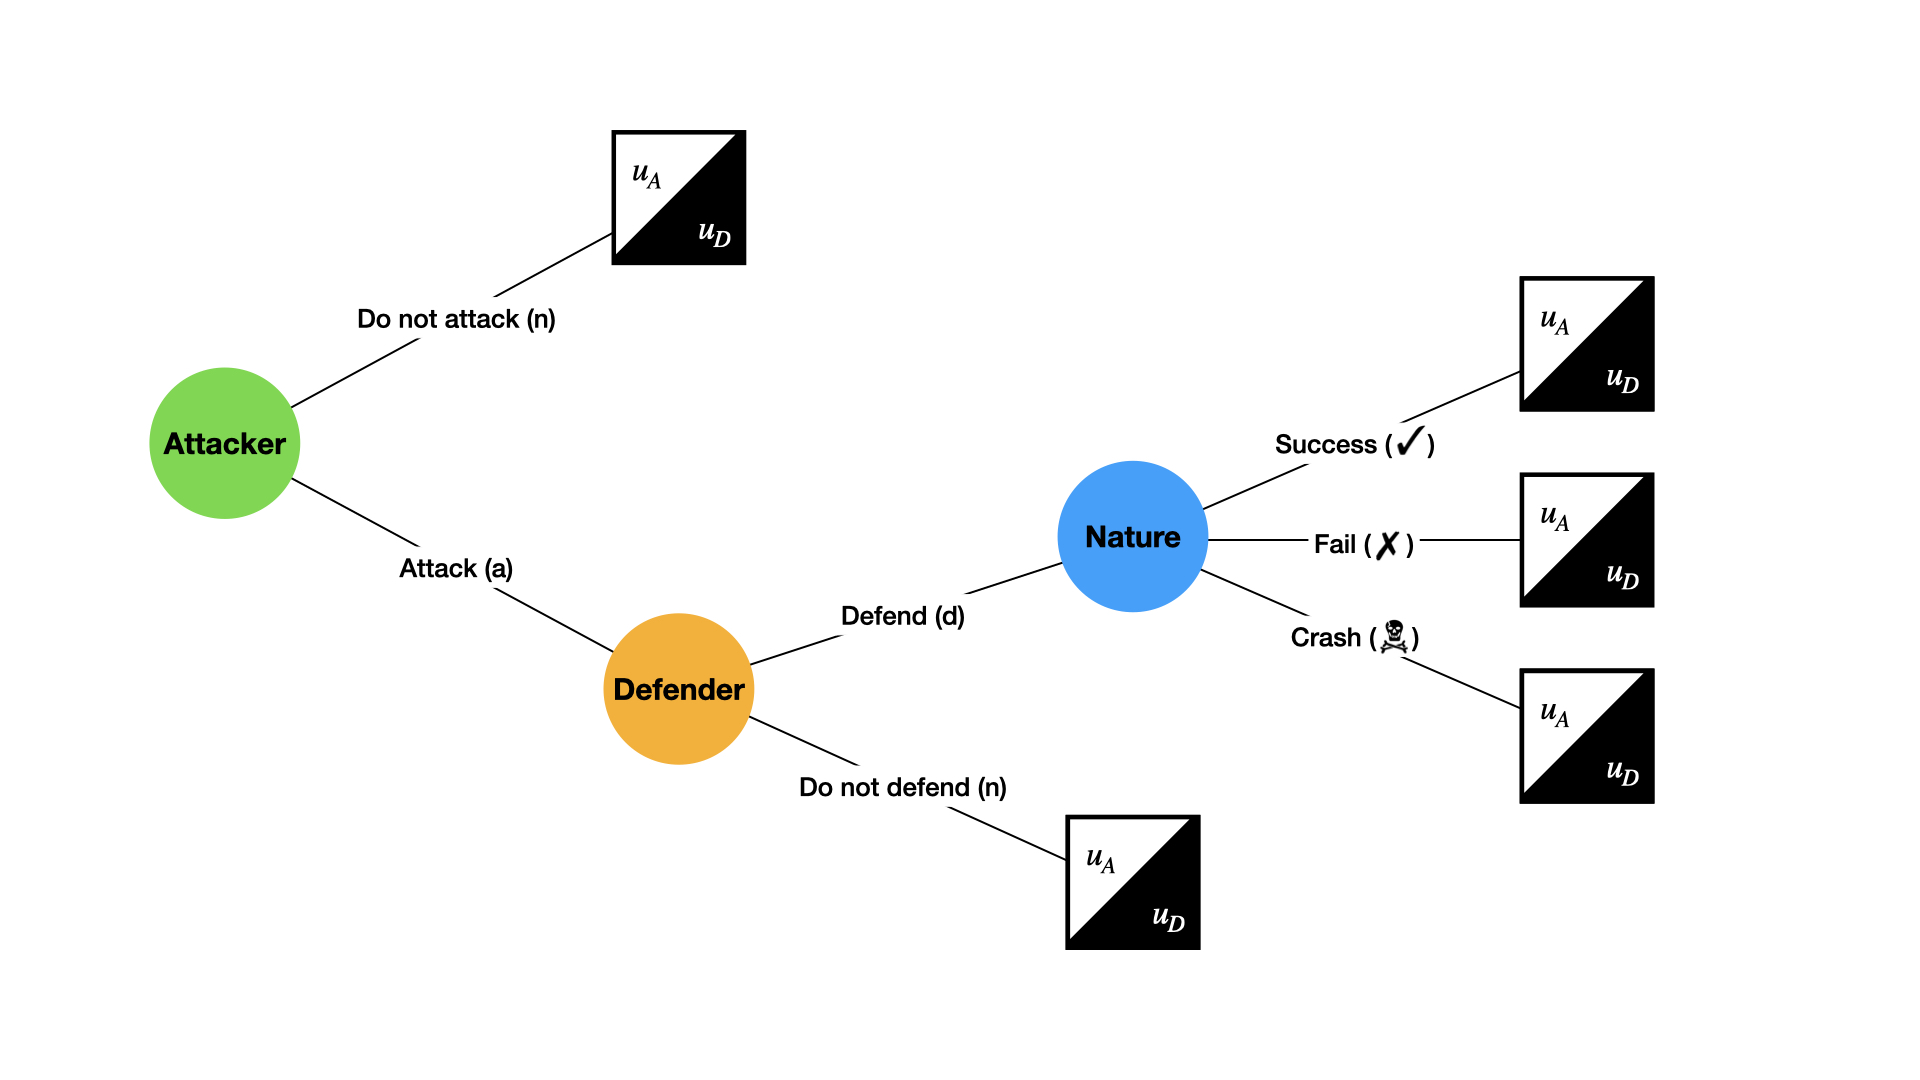 u_A
u_D
Do not attack (n)
Attacker
Attack (a)
Defender
Defend (d)
Do not defend (n)
u_A
u_D
Nature
Success (✓)
u_A
u_D
Fail (✗)
u_A
u_D
Crash (☠)
u_A
u_D